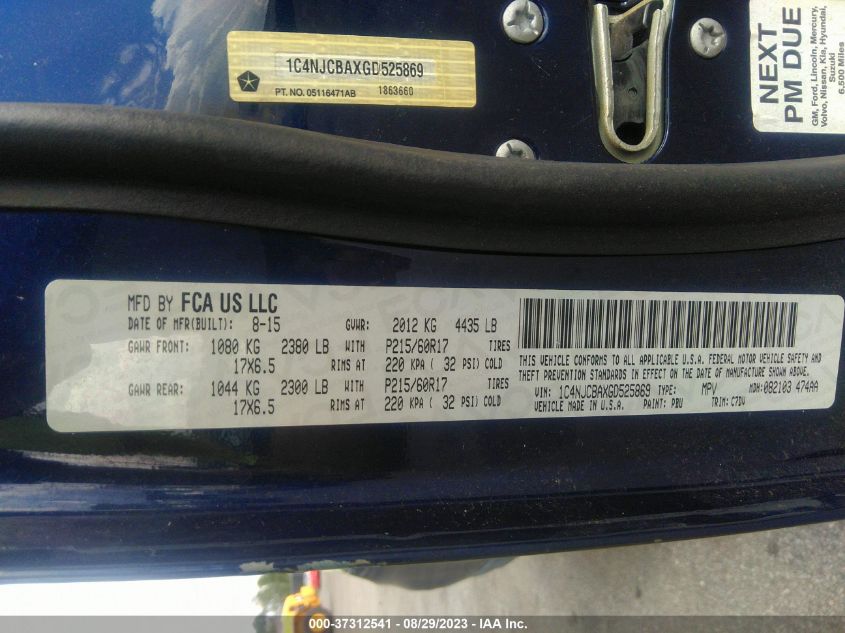 1C4NJCBAXGD525869
PT. NO. 05116471AB 1863660
NEXT
PM DUE
GM, Ford, Lincoln, Mercury,
Volvo, Nissan, Kia, Hyundai,
Suzuki
6,500 Miles
MFD BY FCA US LLC
DATE OF MFR(BUILT): 8-15 GVWR: 2012 KG 4435 LB
GAWR FRONT: 1080 KG 2380 LB WITH P215/60R17 TIRES
17X6.5 RIMS AT 220 KPA ( 32 PSI) COLD
GAWR REAR: 1044 KG 2300 LB WITH P215/60R17 TIRES
17X6.5 RIMS AT 220 KPA ( 32 PSI) COLD
THIS VEHICLE CONFORMS TO ALL APPLICABLE U.S.A. FEDERAL MOTOR VEHICLE SAFETY AND
THEFT PREVENTION STANDARDS IN EFFECT ON THE DATE OF MANUFACTURE SHOWN ABOVE.
VIN: 1C4NJCBAXGD525869 TYPE: MPV MDH: 082103 474AA
VEHICLE MADE IN U.S.A. PAINT: PBU TRIM: C7DV
000-37312541 - 08/29/2023 - IAA Inc.